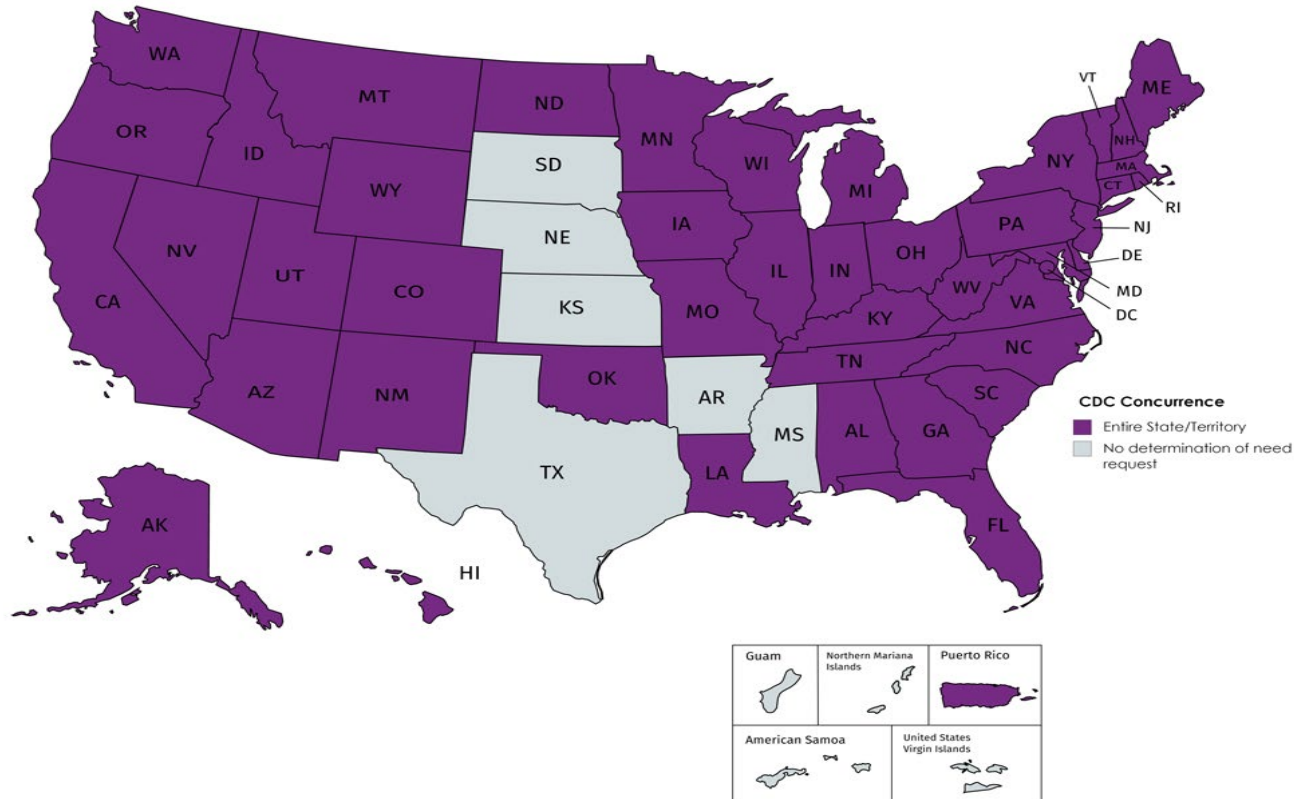 WA
MT
ND
MN
VT
ME
OR
ID
SD
WI
NY
NH
MA
WY
MI
CT
RI
NE
IA
PA
NJ
NV
UT
CO
IL
IN
OH
DE
CA
KS
MO
WV
VA
MD
DC
KY
NC
TN
AZ
NM
OK
AR
SC
MS
AL
GA
TX
LA
FL
AK
HI
CDC Concurrence
Entire State/Territory
No determination of need
request
Guam
Northern Mariana
Islands
Puerto Rico
American Samoa
United States
Virgin Islands